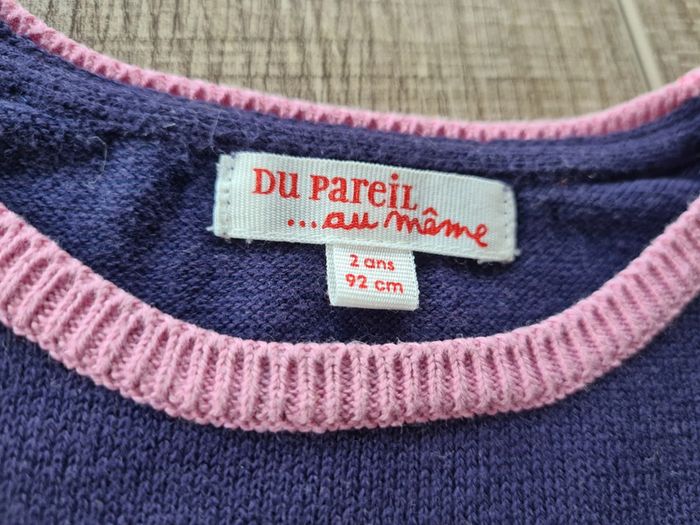 DU PAREIL
...au même
2 ans
92 cm